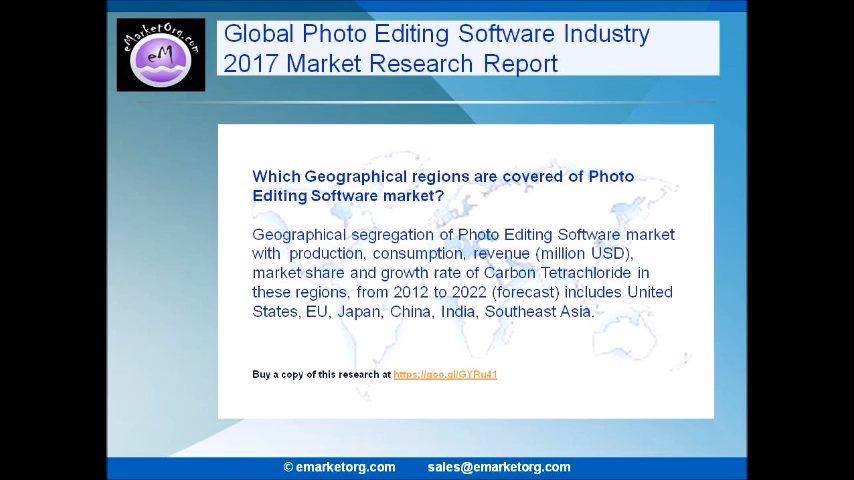 eMarketOrg.com
eM
Global Photo Editing Software Industry
2017 Market Research Report
Which Geographical regions are covered of Photo
Editing Software market?
Geographical segregation of Photo Editing Software market
with production, consumption, revenue (million USD),
market share and growth rate of Carbon Tetrachloride in
these regions, from 2012 to 2022 (forecast) includes United
States, EU, Japan, China, India, Southeast Asia.
Buy a copy of this research at https://goo.gl/GYRu41
© emarketorg.com sales@emarketorg.com